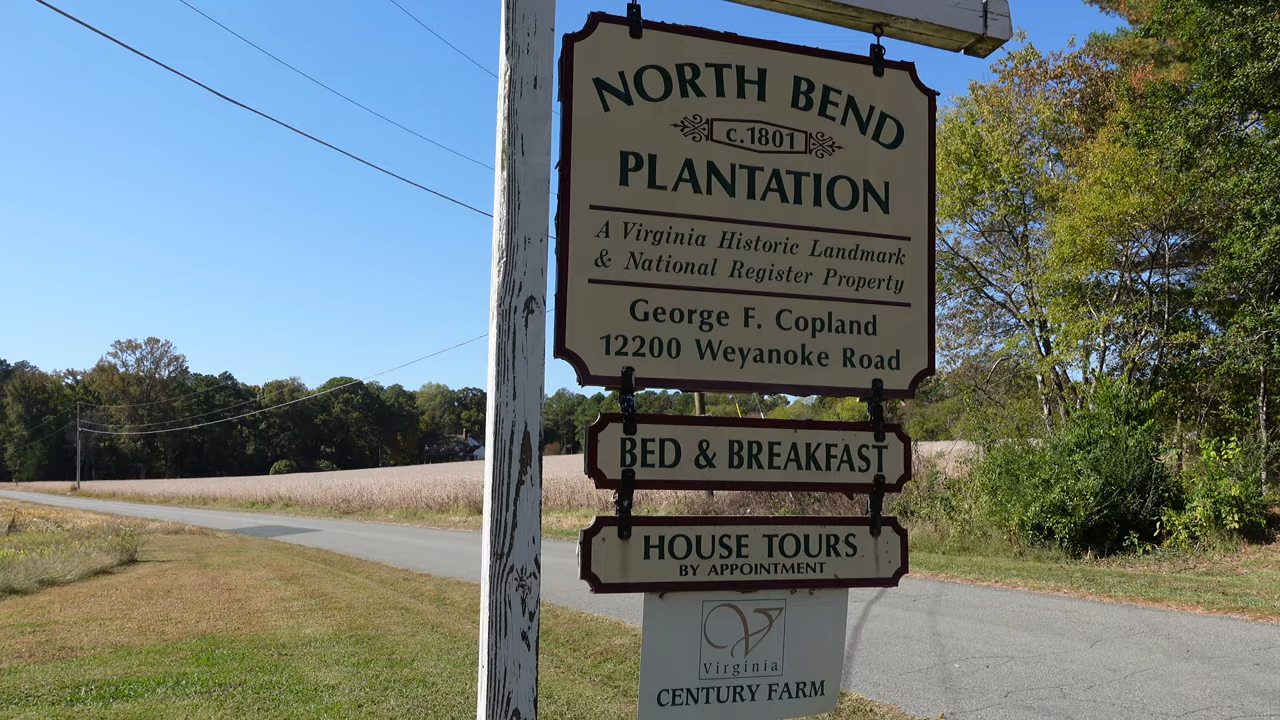 NORTH BEND
c.1801
PLANTATION
A Virginia Historic Landmark
& National Register Property
George F. Copland
12200 Weyanoke Road
BED & BREAKFAST
HOUSE TOURS
BY APPOINTMENT
V
Virginia
CENTURY FARM